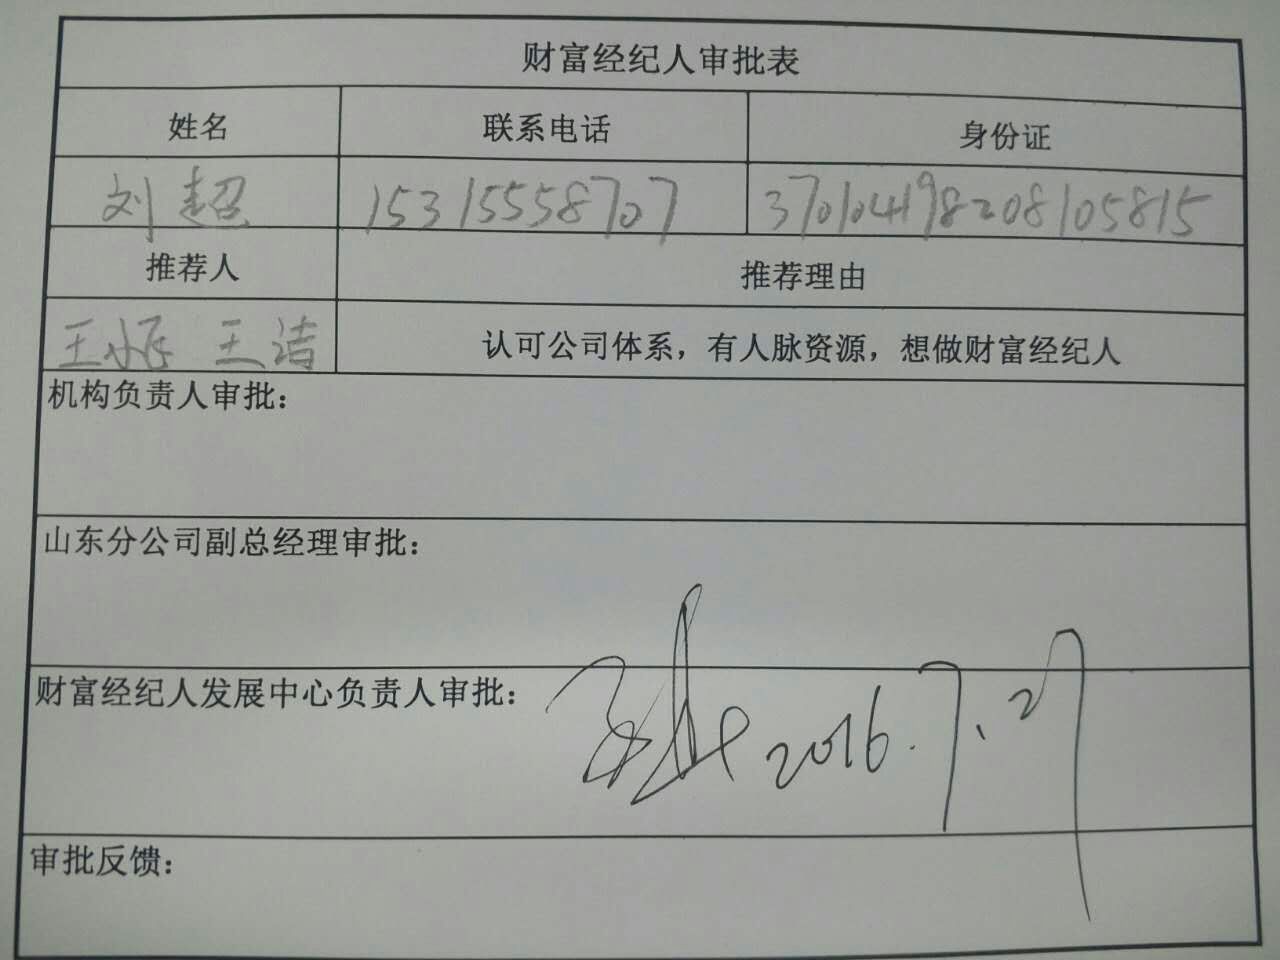 财富经纪人审批表
姓名 联系电话 身份证
刘超 15315558707 370104198208105815
推荐人 推荐理由
王 王洁 认可公司体系，有人脉资源，想做财富经纪人
机构负责人审批：
山东分公司副总经理审批：
财富经纪人发展中心负责人审批： 2016.7.27
审批反馈：